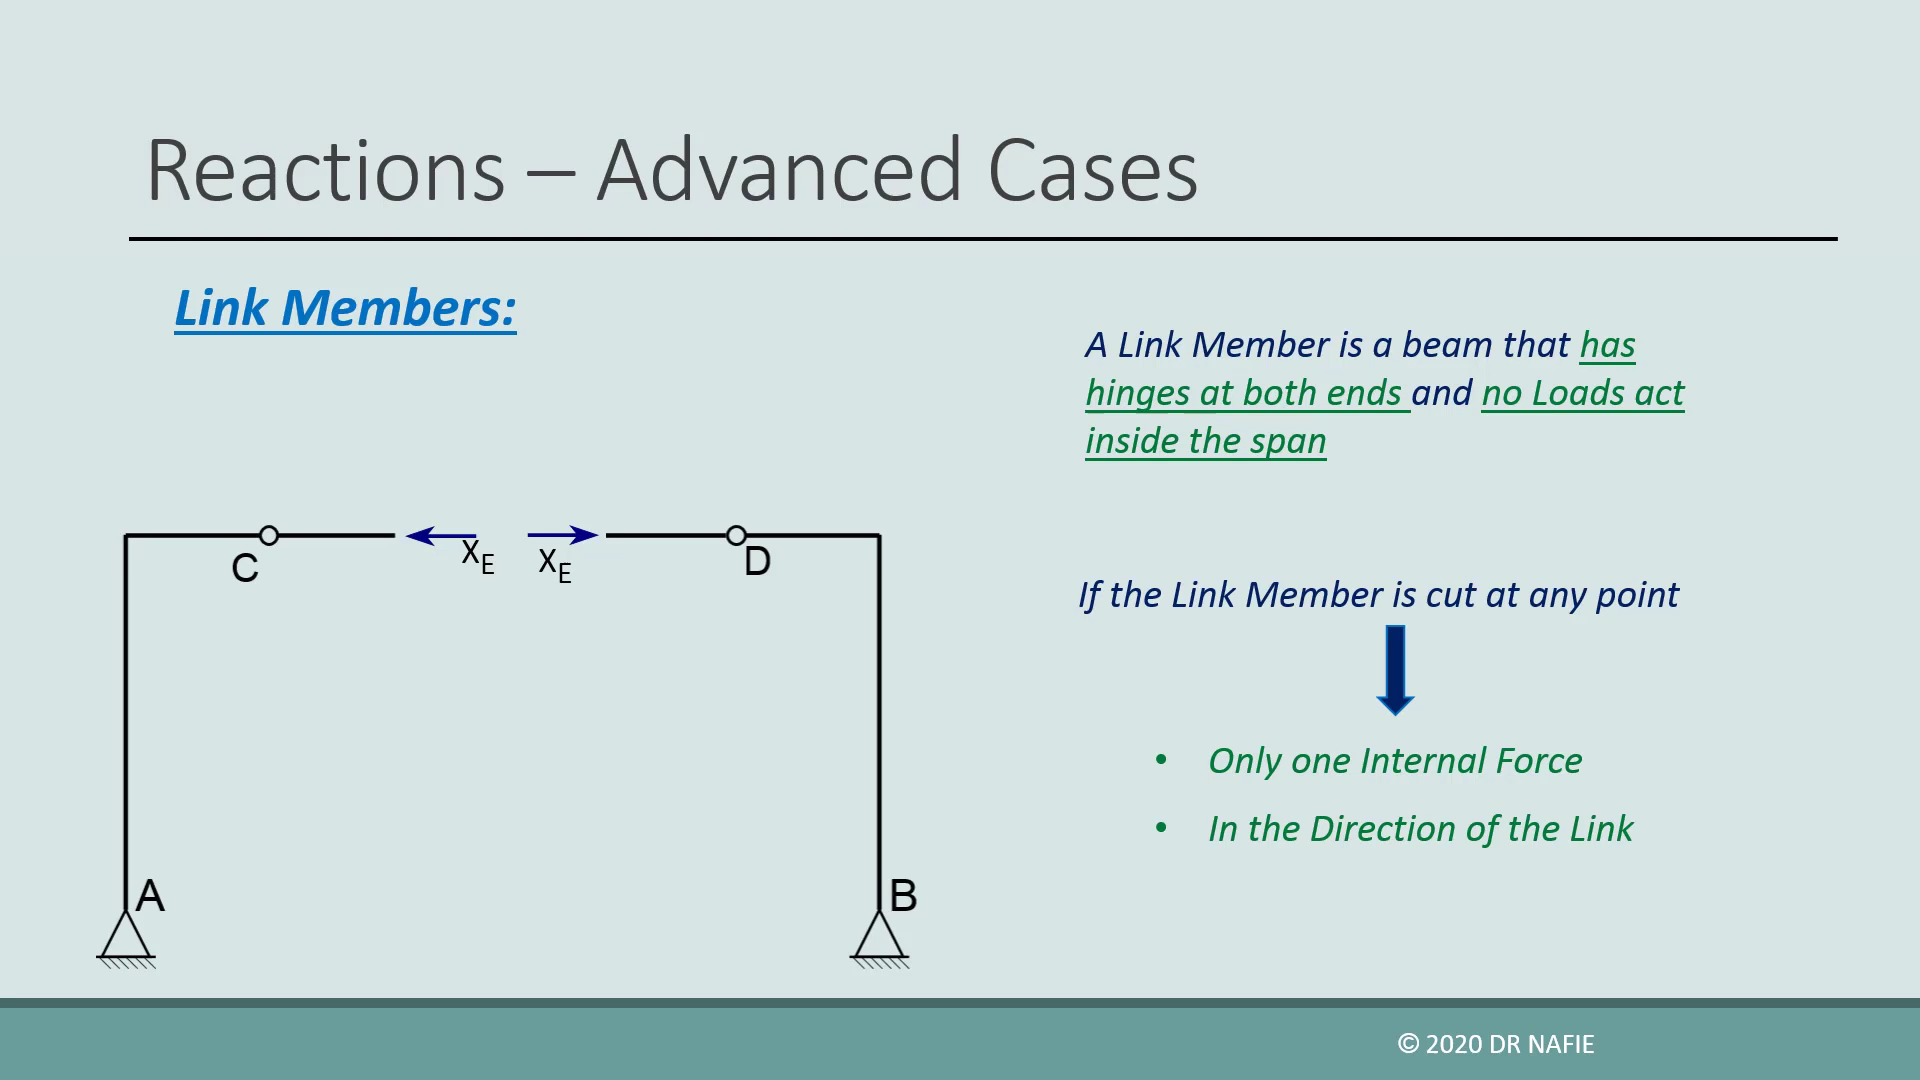 Reactions – Advanced Cases
Link Members:
A Link Member is a beam that has
hinges at both ends and no Loads act
inside the span
C
X_E
X_E
D
If the Link Member is cut at any point
• Only one Internal Force
• In the Direction of the Link
A
B
© 2020 DR NAFIE